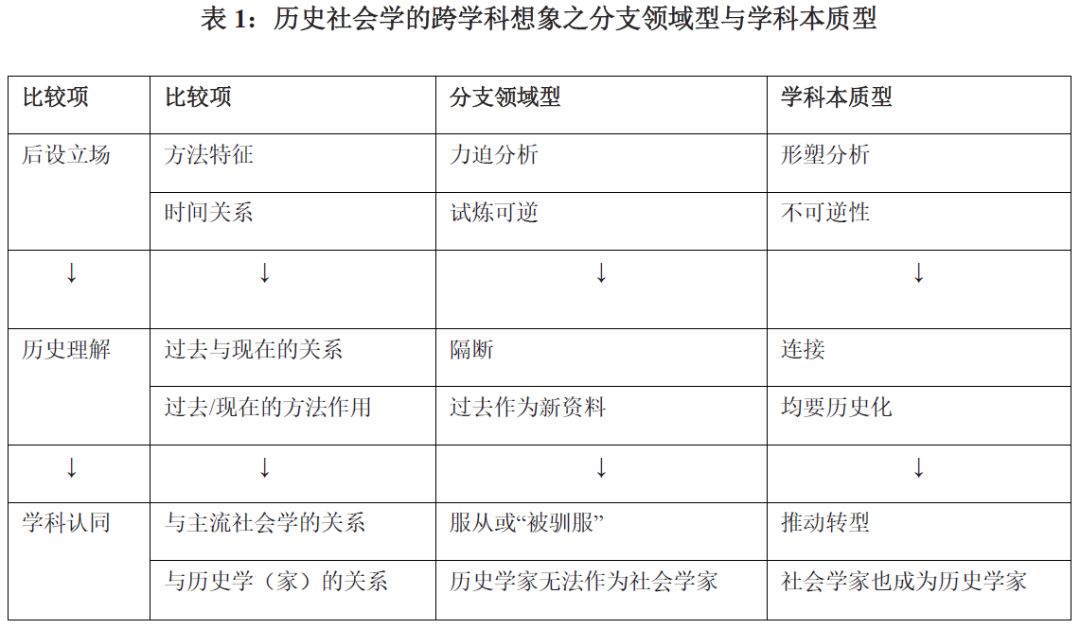 表 1：历史社会学的跨学科想象之分支领域型与学科本质型
比较项 比较项 分支领域型 学科本质型
后设立场 方法特征 力迫分析 形塑分析
时间关系 试炼可逆 不可逆性
↓ ↓ ↓ ↓
历史理解 过去与现在的关系 隔断 连接
过去/现在的方法作用 过去作为新资料 均要历史化
↓ ↓ ↓ ↓
学科认同 与主流社会学的关系 服从或“被驯服” 推动转型
与历史学（家）的关系 历史学家无法作为社会学家 社会学家也成为历史学家